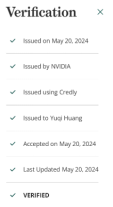 Verification
Issued on May 20, 2024
Issued by NVIDIA
Issued using Credly
Issued to Yuqi Huang
Accepted on May 20, 2024
Last Updated May 20, 2024
VERIFIED